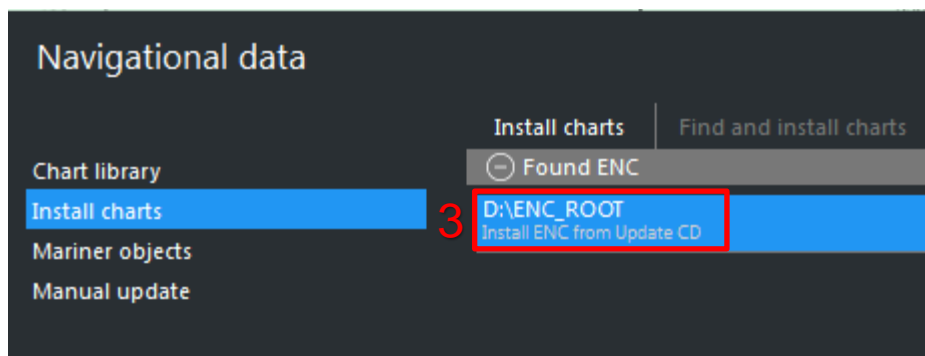 Navigational data
Install charts
Find and install charts
Chart library
Found ENC
Install charts
3
D:\ENC_ROOT
Install ENC from Update CD
Mariner objects
Manual update